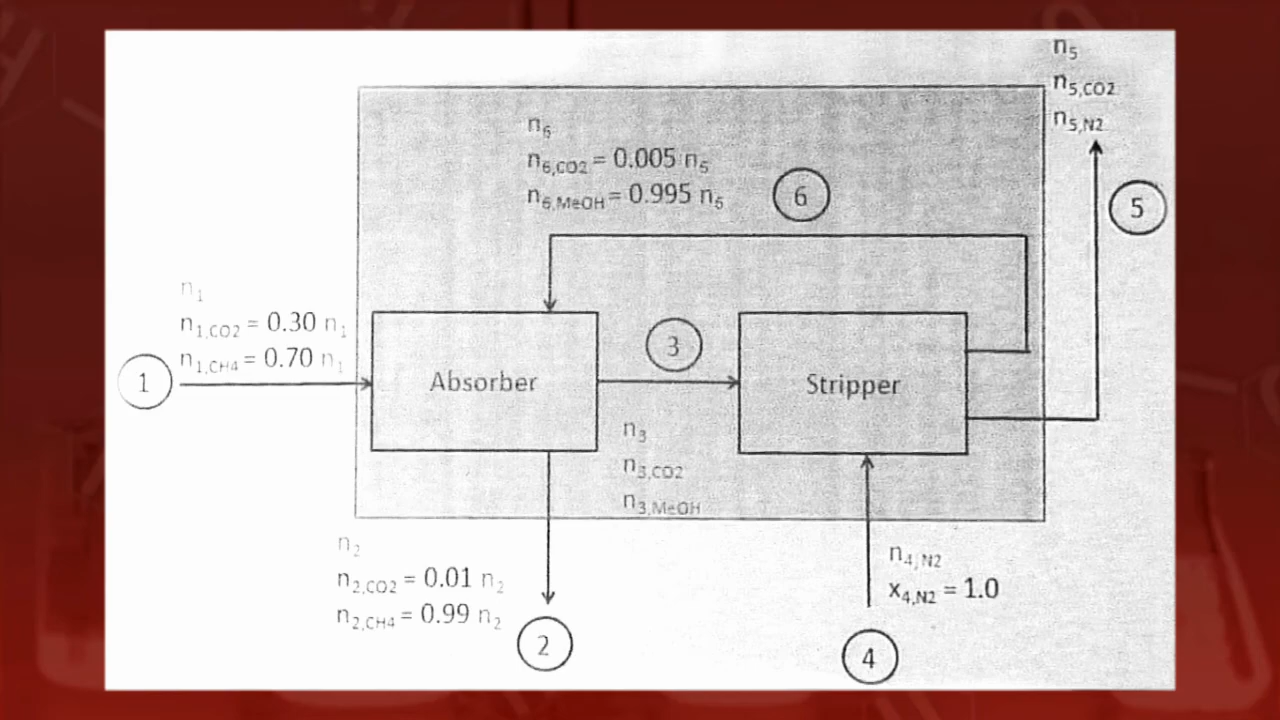 n5
n5,CO2
n5,N2
n6
n6,CO2 = 0.005 n6
n6,MeOH = 0.995 n6
6
5
n1
n1,CO2 = 0.30 n1
n1,CH4 = 0.70 n1
1
Absorber
3
Stripper
n3
n3,CO2
n3,MeOH
n2
n2,CO2 = 0.01 n2
n2,CH4 = 0.99 n2
2
n4,N2
x4,N2 = 1.0
4